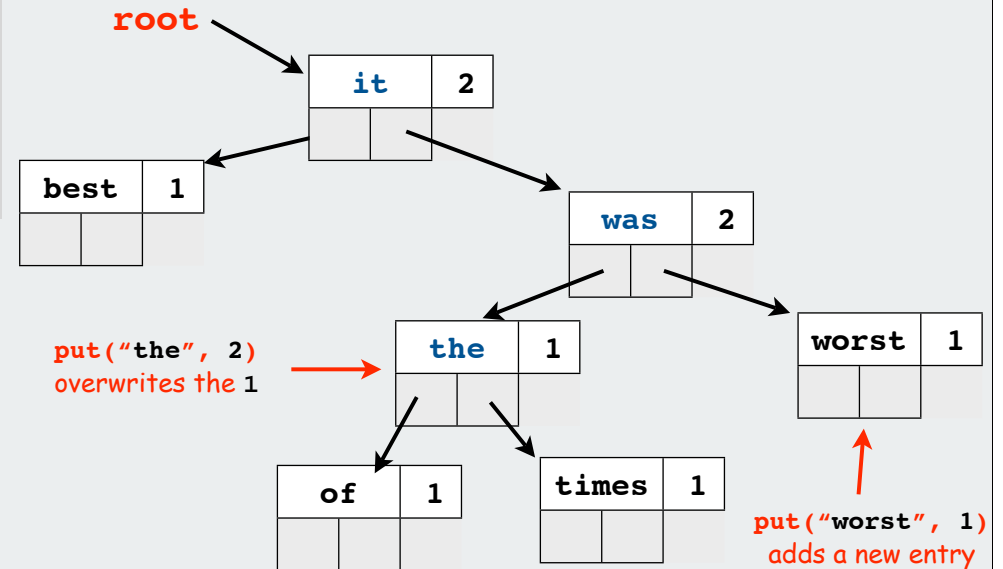 root
it 2
best 1
was 2
the 1
worst 1
put(“the”, 2)
overwrites the 1
of 1
times 1
put(“worst”, 1)
adds a new entry